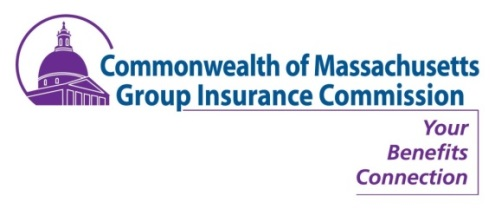 Commonwealth of Massachusetts
Group Insurance Commission
Your
Benefits
Connection